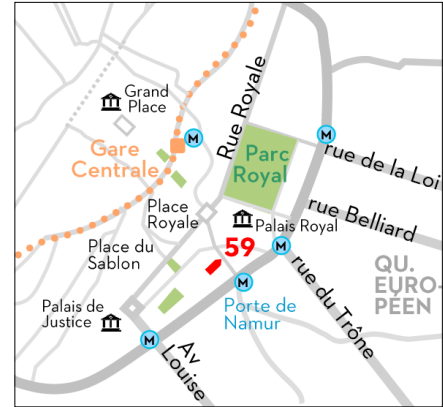 Grand
Place
M
Gare
Centrale
Rue Royale
Parc
Royal
M
rue de la Loi
Place
Royale
Palais Royal
rue Belliard
59
Place du
Sablon
M
QU.
EURO-
PÉEN
M
Porte de
Namur
rue du Trône
Palais de
Justice
M
Av
Louise